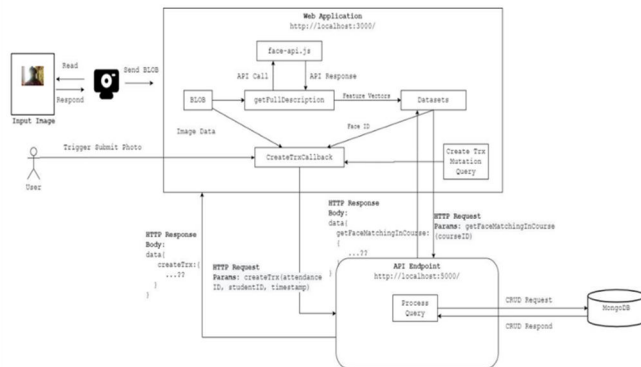 Web Application
http://localhost:3000/
face-api.js
Read
Send BLOB
API Call
API Response
Respond
BLOB
getFullDescription
Feature Vectors
Datasets
Input Image
Image Data
Face ID
Trigger Submit Photo
CreateTrxCallback
Create Trx
Mutation
Query
User
HTTP Response
Body:
data{
createTrx:{
...??
}
}
HTTP Request
Params: createTrx(attendance
ID, studentID, timestamp)
HTTP Response
Body:
data{
getFaceMatchingInCourse:
{
...??
}
}
HTTP Request
Params: getFaceMatchingInCourse
(courseID)
API Endpoint
http://localhost:5000/
Process
Query
CRUD Request
CRUD Respond
MongoDB